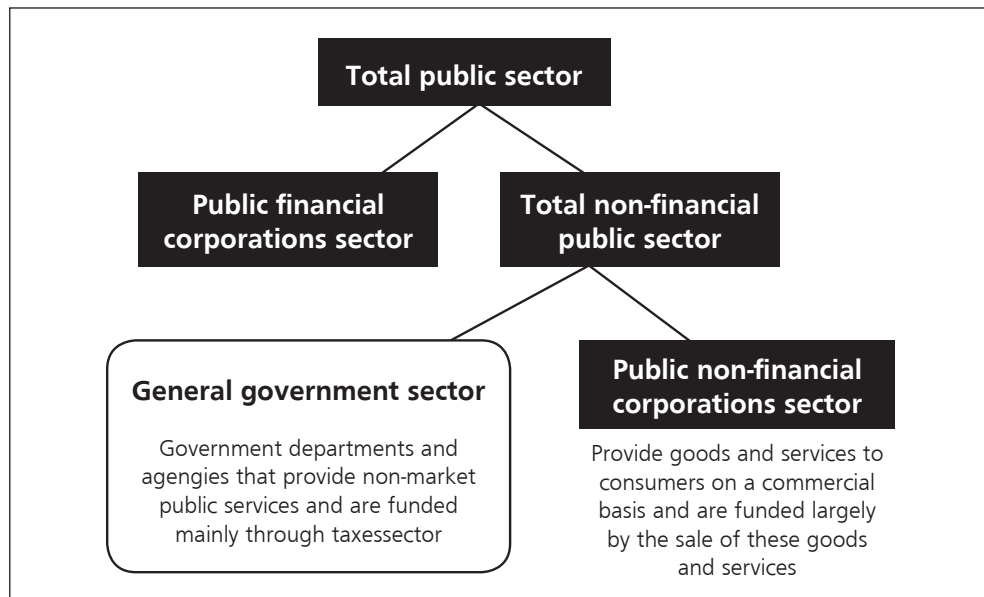 Total public sector
Public financial
corporations sector
Total non-financial
public sector
General government sector
Government departments and
agengies that provide non-market
public services and are funded
mainly through taxessector
Public non-financial
corporations sector
Provide goods and services to
consumers on a commercial
basis and are funded largely
by the sale of these goods
and services